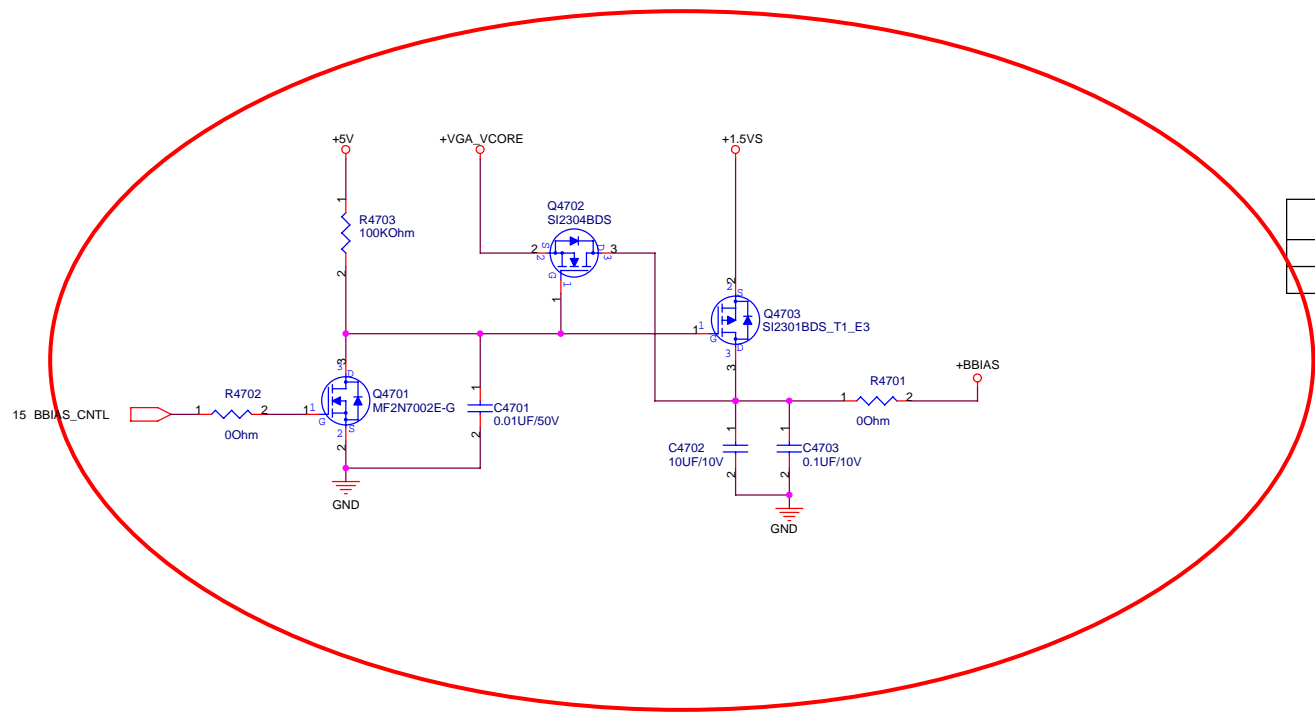 +5V
+VGA_VCORE
+1.5VS
Q4702
SI2304BDS
1
R4703
100KOhm
2
2
S
2
D
3
3
G
1
1
2
2
S
Q4703
SI2301BDS_T1_E3
1
1
G
D
3
3
+BBIAS
3
3
D
R4702
Q4701
MF2N7002E-G
15 BBIAS_CNTL
1
2
1
1
G
0Ohm
S
2
2
1
C4701
0.01UF/50V
2
R4701
1
2
0Ohm
1
C4702
10UF/10V
2
1
C4703
0.1UF/10V
2
GND
GND